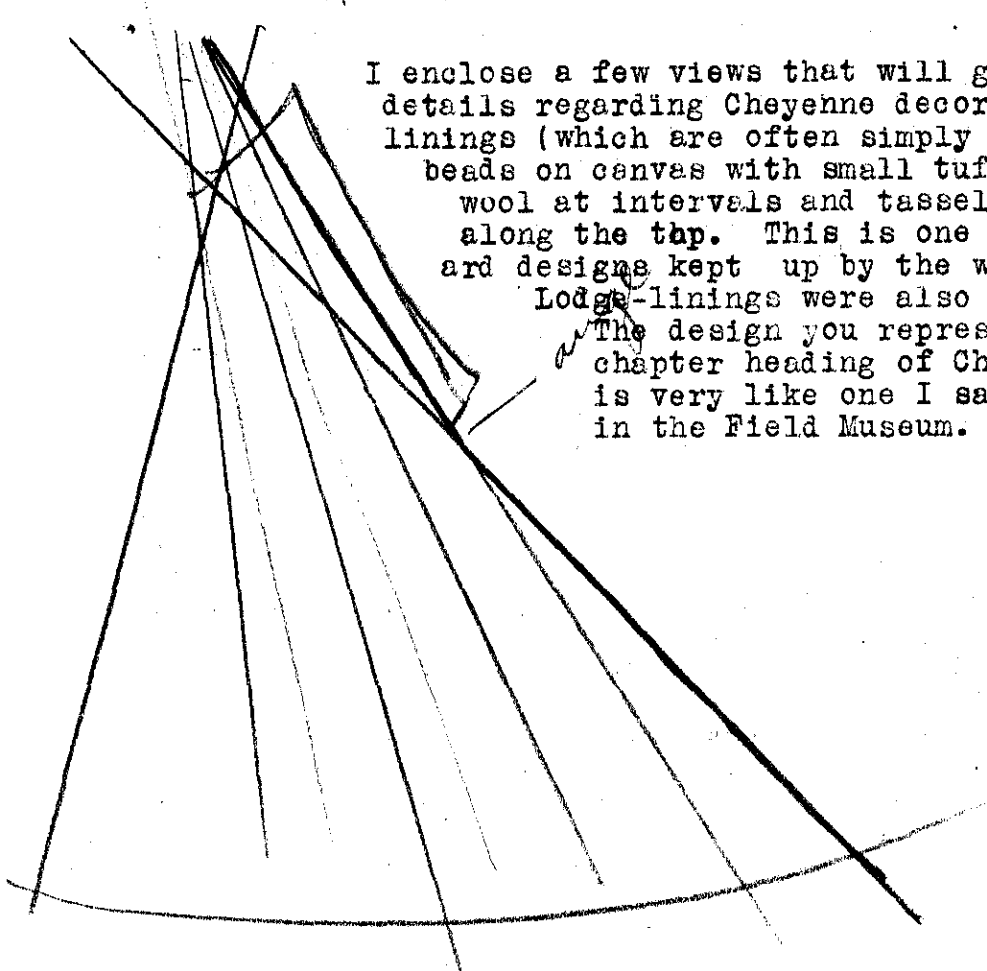 I enclose a few views that will g
details regarding Cheyenne decor
linings (which are often simply
beads on canvas with small tuf
wool at intervals and tassel
along the thp. This is one
ard designs kept up by the w
Lodge-linings were also
The design you repres
chapter heading of Ch
is very like one I sa
in the Field Museum.